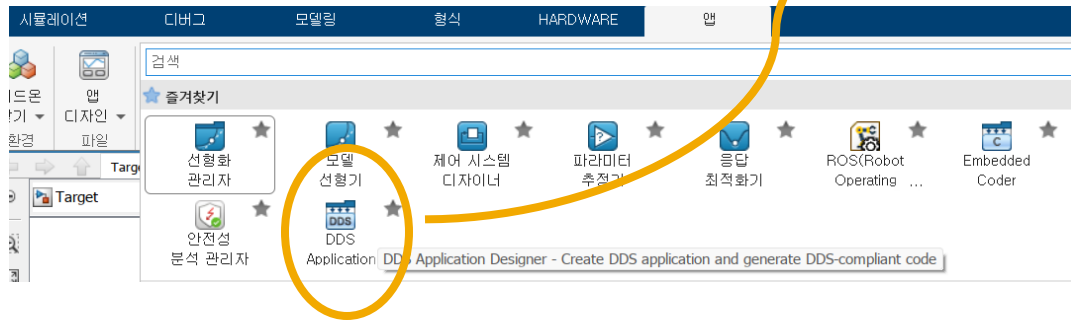 시뮬레이션 디버그 모델링 형식 HARDWARE 앱
검색
즐겨찾기
앱
디자인
환경 파일
선형화
관리자
모델
선형기
제어 시스템
디자이너
파라미터
추정기
응답
최적화기
ROS(Robot
Operating ...
Embedded
Coder
Target
안전성
분석 관리자
DDS
DDS
Application
DDS Application Designer - Create DDS application and generate DDS-compliant code